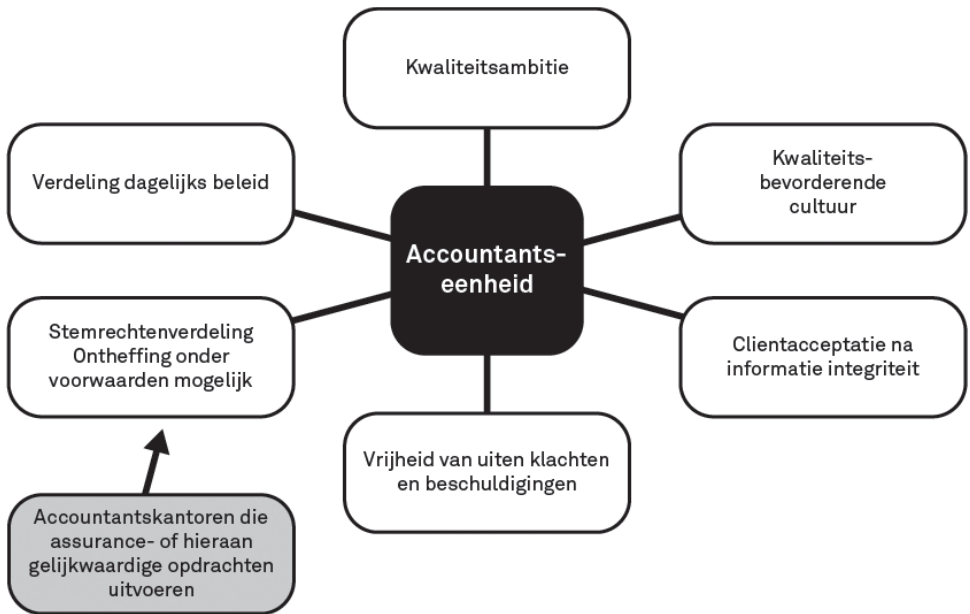 Kwaliteitsambitie
Verdeling dagelijks beleid
Kwaliteits-
bevorderende
cultuur
Accountants-
eenheid
Stemrechtenverdeling
Ontheffing onder
voorwaarden mogelijk
Clientacceptatie na
informatie integriteit
Vrijheid van uiten klachten
en beschuldigingen
Accountantskantoren die
assurance- of hieraan
gelijkwaardige opdrachten
uitvoeren